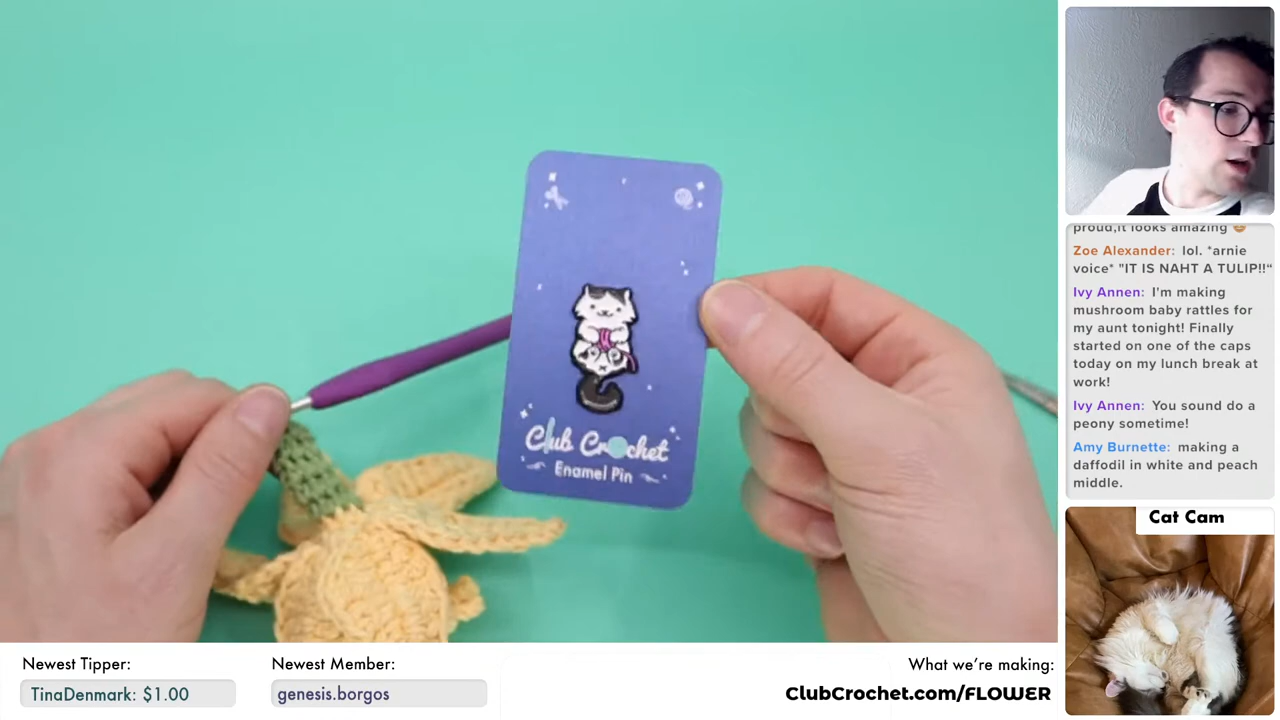 Club Crochet
Enamel Pin
proud,it looks amazing
Zoe Alexander: lol. *arnie
voice* "IT IS NAHT A TULIP!!"
Ivy Annen: I'm making
mushroom baby rattles for
my aunt tonight! Finally
started on one of the caps
today on my lunch break at
work!
Ivy Annen: You sound do a
peony sometime!
Amy Burnette: making a
daffodil in white and peach
middle.
Cat Cam
Newest Tipper:
TinaDenmark: $1.00
Newest Member:
genesis.borgos
What we're making:
ClubCrochet.com/FLOWER